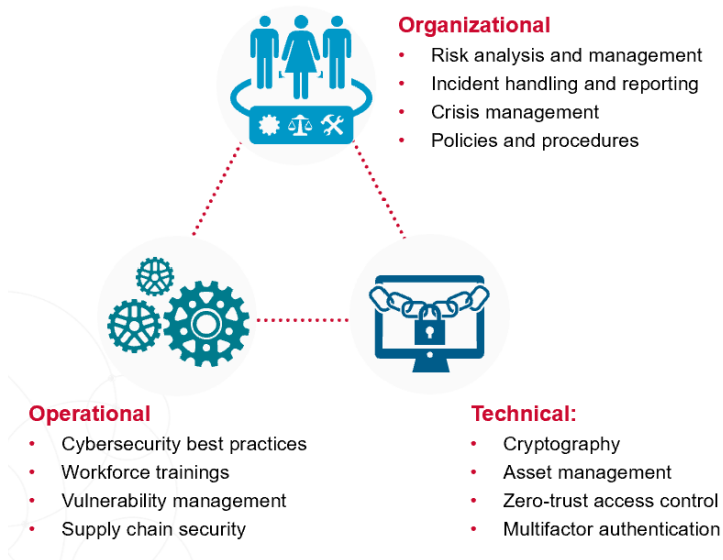 Organizational
• Risk analysis and management
• Incident handling and reporting
• Crisis management
• Policies and procedures
Operational
• Cybersecurity best practices
• Workforce trainings
• Vulnerability management
• Supply chain security
Technical:
• Cryptography
• Asset management
• Zero-trust access control
• Multifactor authentication